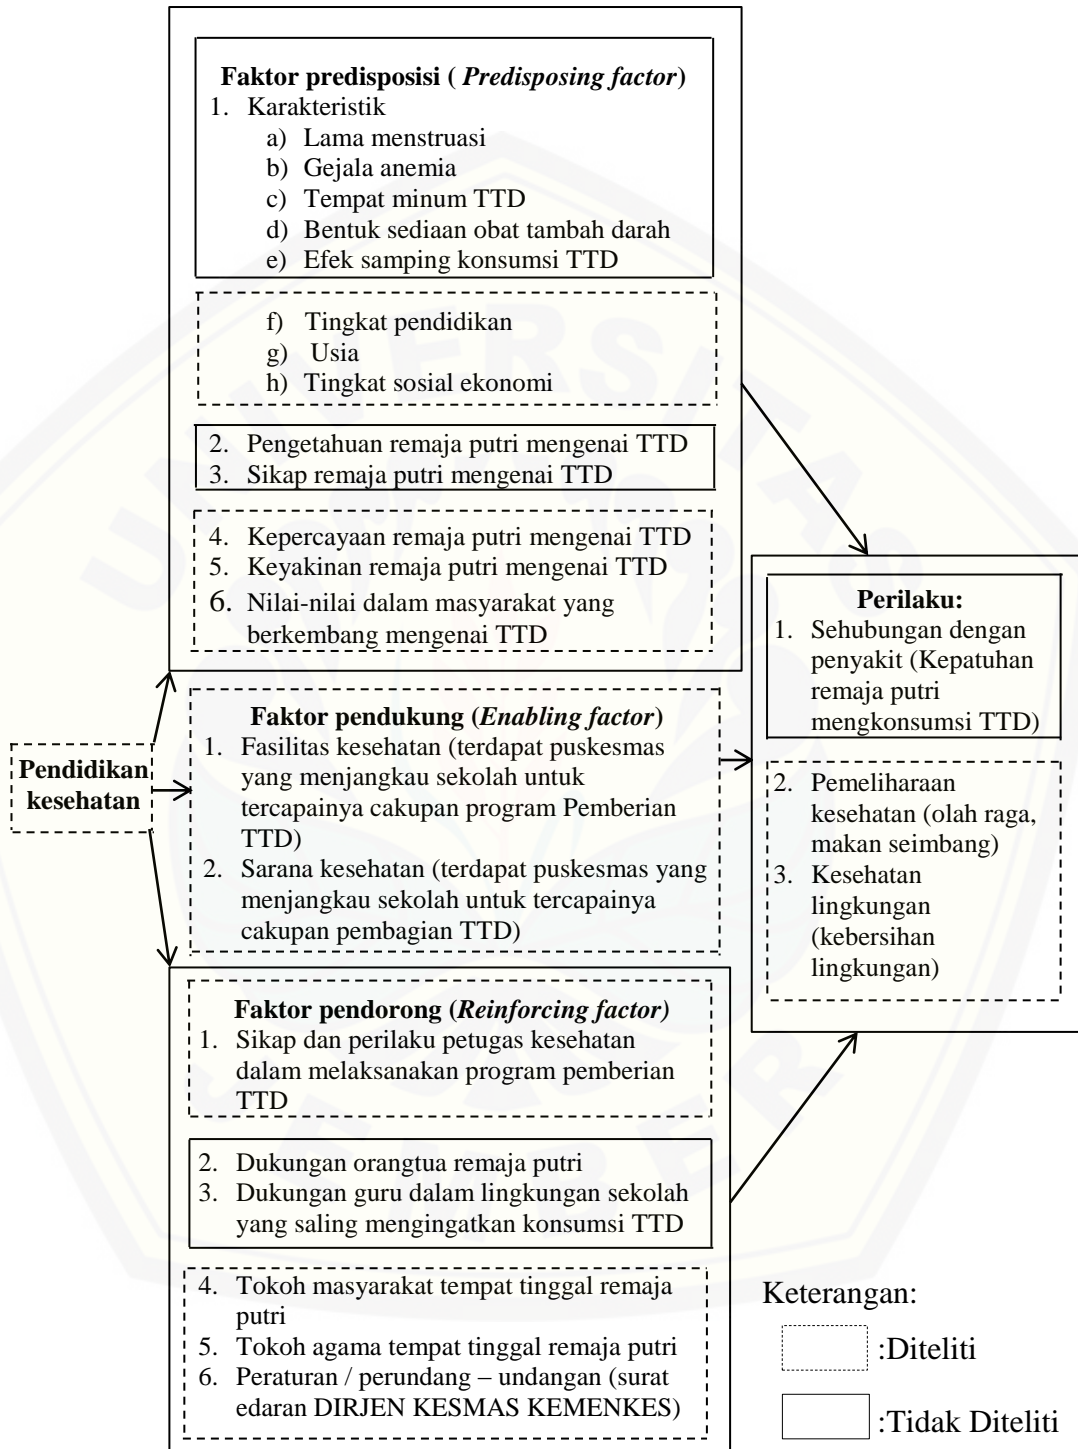 Faktor predisposisi ( Predisposing factor)
1. Karakteristik
a) Lama menstruasi
b) Gejala anemia
c) Tempat minum TTD
d) Bentuk sediaan obat tambah darah
e) Efek samping konsumsi TTD
f) Tingkat pendidikan
g) Usia
h) Tingkat sosial ekonomi
2. Pengetahuan remaja putri mengenai TTD
3. Sikap remaja putri mengenai TTD
4. Kepercayaan remaja putri mengenai TTD
5. Keyakinan remaja putri mengenai TTD
6. Nilai-nilai dalam masyarakat yang
berkembang mengenai TTD
Pendidikan
kesehatan
Faktor pendukung (Enabling factor)
1. Fasilitas kesehatan (terdapat puskesmas
yang menjangkau sekolah untuk
tercapainya cakupan program Pemberian
TTD)
2. Sarana kesehatan (terdapat puskesmas yang
menjangkau sekolah untuk tercapainya
cakupan pembagian TTD)
Faktor pendorong (Reinforcing factor)
1. Sikap dan perilaku petugas kesehatan
dalam melaksanakan program pemberian
TTD
2. Dukungan orangtua remaja putri
3. Dukungan guru dalam lingkungan sekolah
yang saling mengingatkan konsumsi TTD
4. Tokoh masyarakat tempat tinggal remaja
putri
5. Tokoh agama tempat tinggal remaja putri
6. Peraturan / perundang – undangan (surat
edaran DIRJEN KESMAS KEMENKES)
Perilaku:
1. Sehubungan dengan
penyakit (Kepatuhan
remaja putri
mengkonsumsi TTD)
2. Pemeliharaan
kesehatan (olah raga,
makan seimbang)
3. Kesehatan
lingkungan
(kebersihan
lingkungan)
Keterangan:
:Diteliti
:Tidak Diteliti
UNIVERSITAS
JEMBER